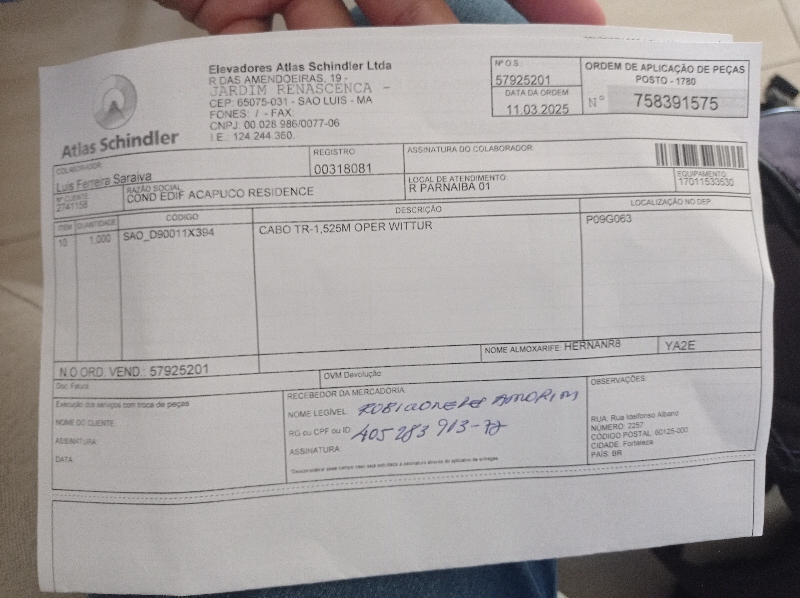 Atlas Schindler
Elevadores Atlas Schindler Ltda
R DAS AMENDOEIRAS, 19 -
JARDIM RENASCENCA -
CEP: 65075-031 - SAO LUIS - MA
FONES: / - FAX:
CNPJ: 00.028.986/0077-06
I.E.: 124.244.360.
Nº O.S.
57925201
DATA DA ORDEM
11.03.2025
ORDEM DE APLICAÇÃO DE PEÇAS
POSTO - 1780
Nº 758391575
COLABORADOR:
Luis Ferreira Saraiva
REGISTRO
00318081
ASSINATURA DO COLABORADOR:
Nº CLIENTE
2741158
RAZÃO SOCIAL
COND EDIF ACAPUCO RESIDENCE
LOCAL DE ATENDIMENTO:
R PARNAIBA 01
EQUIPAMENTO:
17011533530
ITEM QUANTIDADE CÓDIGO DESCRIÇÃO LOCALIZAÇÃO NO DEP.
10 1,000 SAO_D90011X394 CABO TR-1,525M OPER WITTUR P09G063
NOME ALMOXARIFE: HERNANR8 YA2E
N.O ORD. VEND.: 57925201
OVM Devolução
Doc. Fatura:
Execução dos serviços com troca de peças
NOME DO CLIENTE:
ASSINATURA:
DATA:
RECEBEDOR DA MERCADORIA:
NOME LEGÍVEL: AMORIM
RG ou CPF ou ID: 405 283 913-72
ASSINATURA:
OBSERVAÇÕES:
RUA: Rua Ildelfonso Albano
NÚMERO: 2257
CÓDIGO POSTAL: 60125-000
CIDADE: Fortaleza
PAÍS: BR